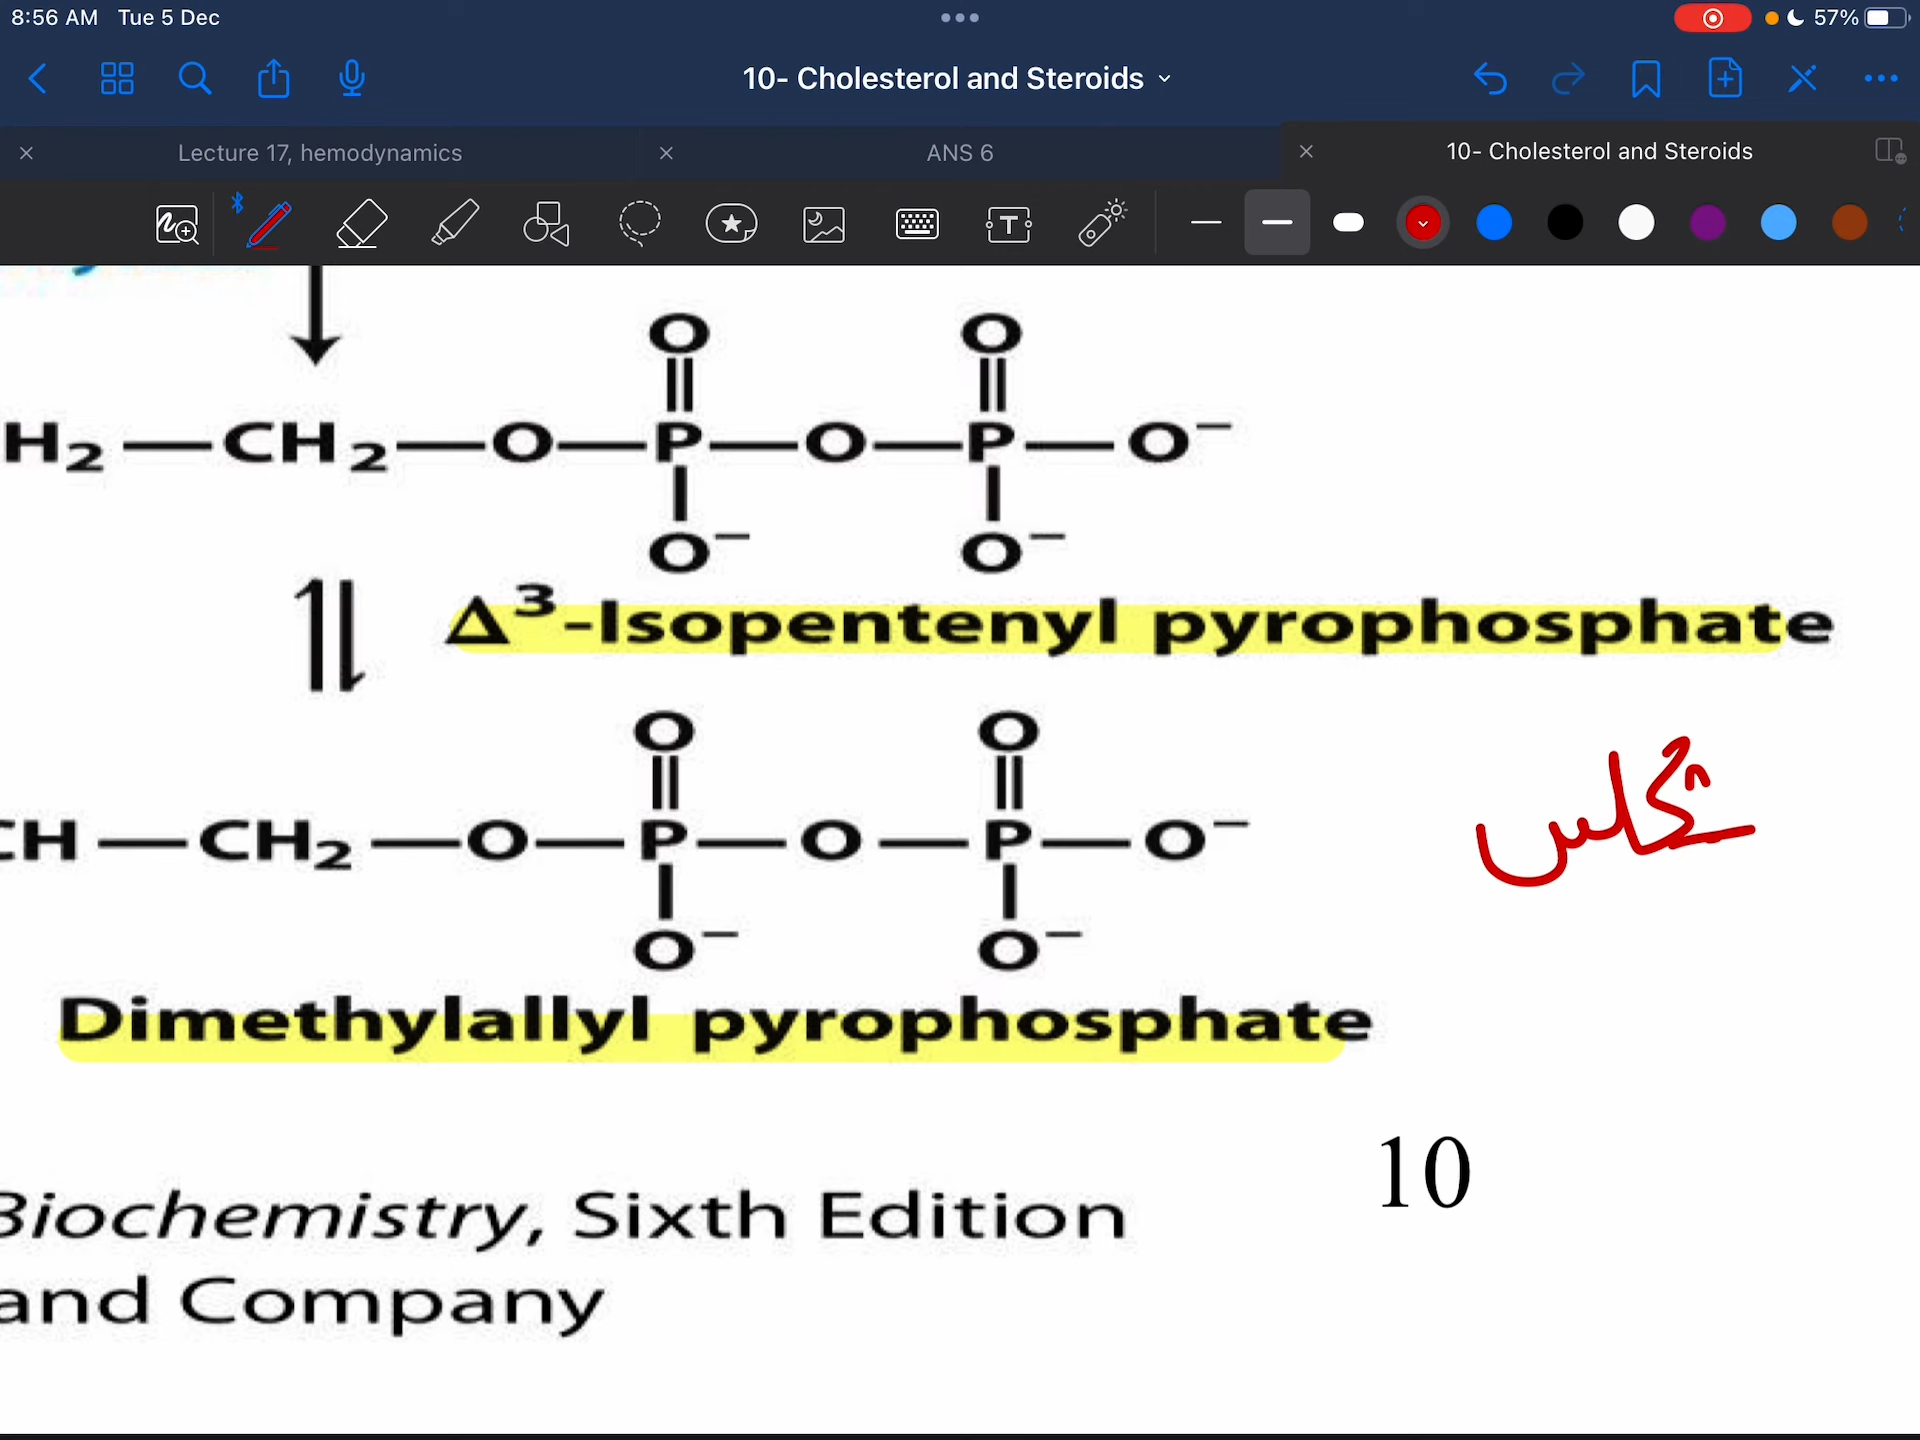 8:56 AM Tue 5 Dec
57%
10- Cholesterol and Steroids
Lecture 17, hemodynamics
ANS 6
10- Cholesterol and Steroids
O O
H₂—CH₂—O—P—O—P—O⁻
O⁻ O⁻
Δ³-Isopentenyl pyrophosphate
O O
CH—CH₂—O—P—O—P—O⁻
O⁻ O⁻
Dimethylallyl pyrophosphate
10
Biochemistry, Sixth Edition
and Company